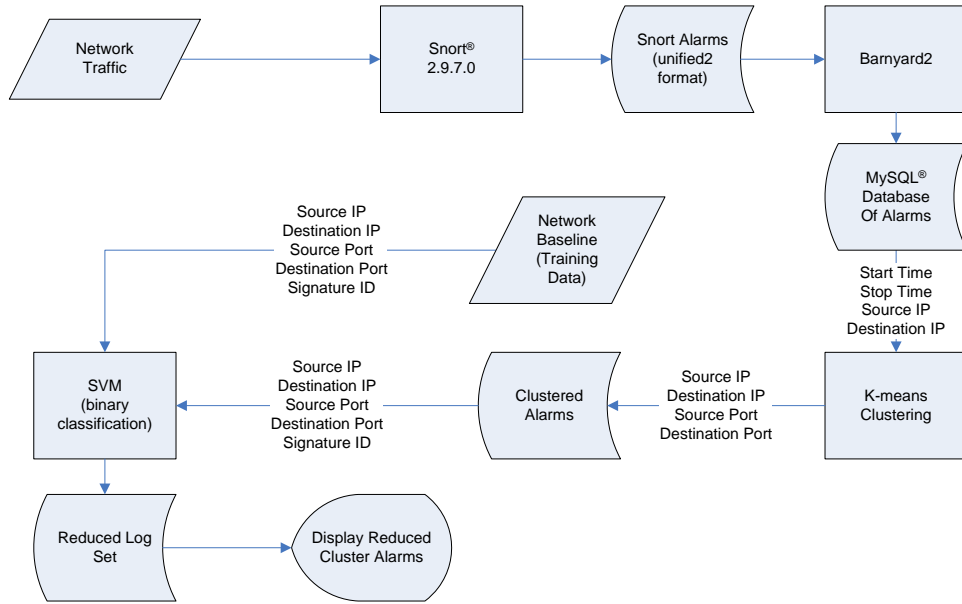 Network
Traffic
Snort®
2.9.7.0
Snort Alarms
(unified2
format)
Barnyard2
MySQL®
Database
Of Alarms
Source IP
Destination IP
Source Port
Destination Port
Signature ID
Network
Baseline
(Training
Data)
Start Time
Stop Time
Source IP
Destination IP
SVM
(binary
classification)
Source IP
Destination IP
Source Port
Destination Port
Signature ID
Clustered
Alarms
Source IP
Destination IP
Source Port
Destination Port
K-means
Clustering
Reduced Log
Set
Display Reduced
Cluster Alarms